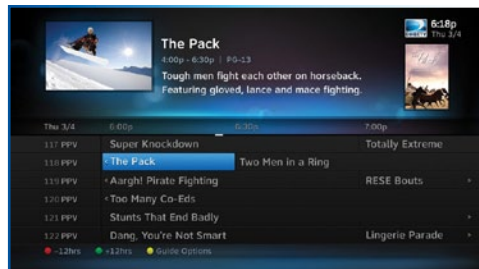 The Pack
4:00p - 6:30p | PG-13
Tough men fight each other on horseback.
Featuring gloved, lance and mace fighting.
6:18p
Thu 3/4
Thu 3/4 6:00p 6:30p 7:00p
117 PPV Super Knockdown Totally Extreme
118 PPV The Pack Two Men in a Ring
119 PPV Aargh! Pirate Fighting RESE Bouts
120 PPV Too Many Co-Eds
121 PPV Stunts That End Badly
122 PPV Dang, You're Not Smart Lingerie Parade
-12hrs +12hrs Guide Options